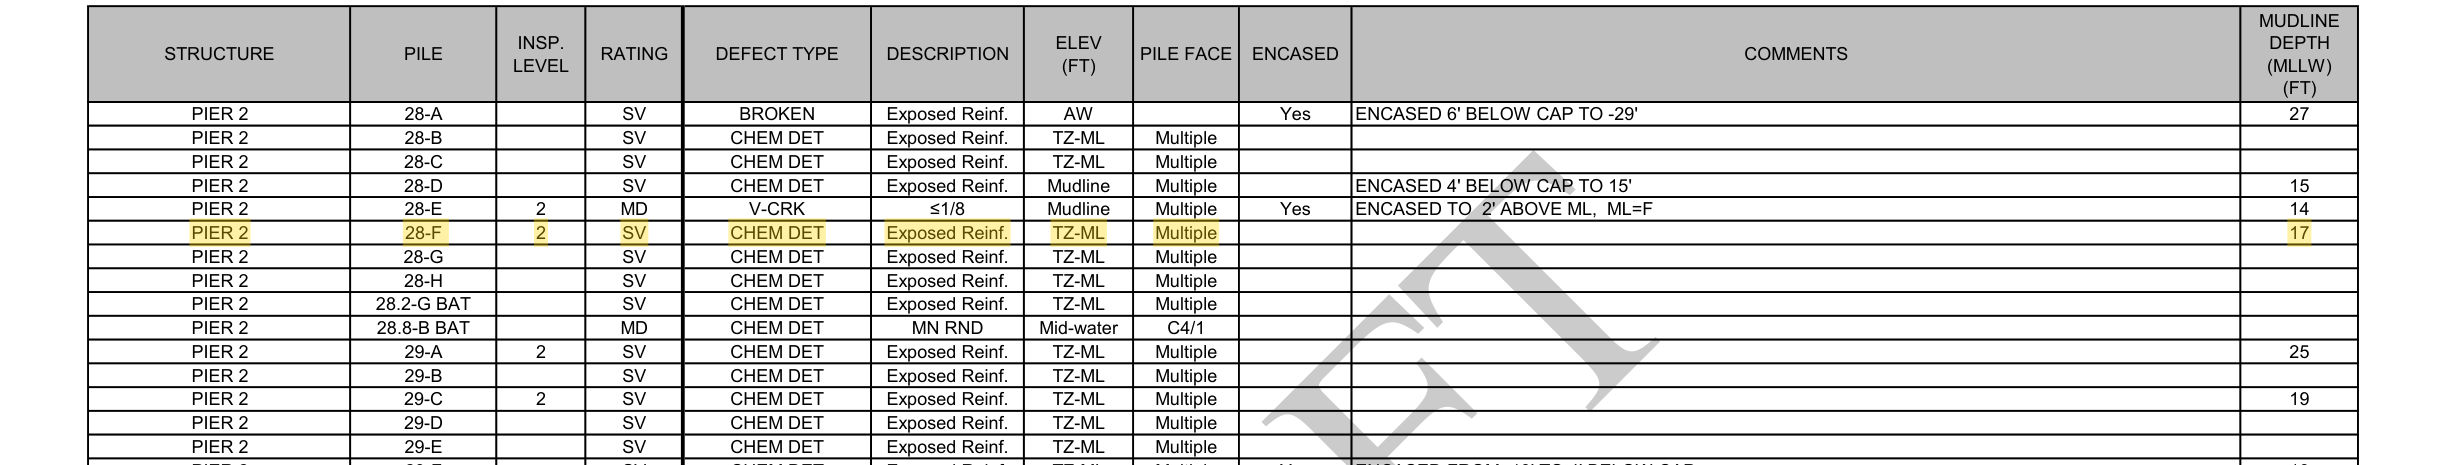 STRUCTURE PILE INSP. LEVEL RATING DEFECT TYPE DESCRIPTION ELEV (FT) PILE FACE ENCASED COMMENTS MUDLINE DEPTH (MLLW) (FT)
PIER 2 28-A SV BROKEN Exposed Reinf. AW Yes ENCASED 6' BELOW CAP TO -29' 27
PIER 2 28-B SV CHEM DET Exposed Reinf. TZ-ML Multiple
PIER 2 28-C SV CHEM DET Exposed Reinf. TZ-ML Multiple
PIER 2 28-D SV CHEM DET Exposed Reinf. Mudline Multiple ENCASED 4' BELOW CAP TO 15' 15
PIER 2 28-E 2 MD V-CRK ≤1/8 Mudline Multiple Yes ENCASED TO 2' ABOVE ML, ML=F 14
PIER 2 28-F 2 SV CHEM DET Exposed Reinf. TZ-ML Multiple 17
PIER 2 28-G SV CHEM DET Exposed Reinf. TZ-ML Multiple
PIER 2 28-H SV CHEM DET Exposed Reinf. TZ-ML Multiple
PIER 2 28.2-G BAT SV CHEM DET Exposed Reinf. TZ-ML Multiple
PIER 2 28.8-B BAT MD CHEM DET MN RND Mid-water C4/1
PIER 2 29-A 2 SV CHEM DET Exposed Reinf. TZ-ML Multiple 25
PIER 2 29-B SV CHEM DET Exposed Reinf. TZ-ML Multiple
PIER 2 29-C 2 SV CHEM DET Exposed Reinf. TZ-ML Multiple 19
PIER 2 29-D SV CHEM DET Exposed Reinf. TZ-ML Multiple
PIER 2 29-E SV CHEM DET Exposed Reinf. TZ-ML Multiple
FT